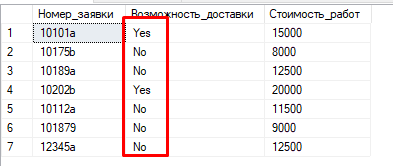 Номер_заявки Возможность_доставки Стоимость_работ
1 10101a Yes 15000
2 10175b No 8000
3 10189a No 12500
4 10202b Yes 20000
5 10112a No 11500
6 101879 No 9000
7 12345a No 12500